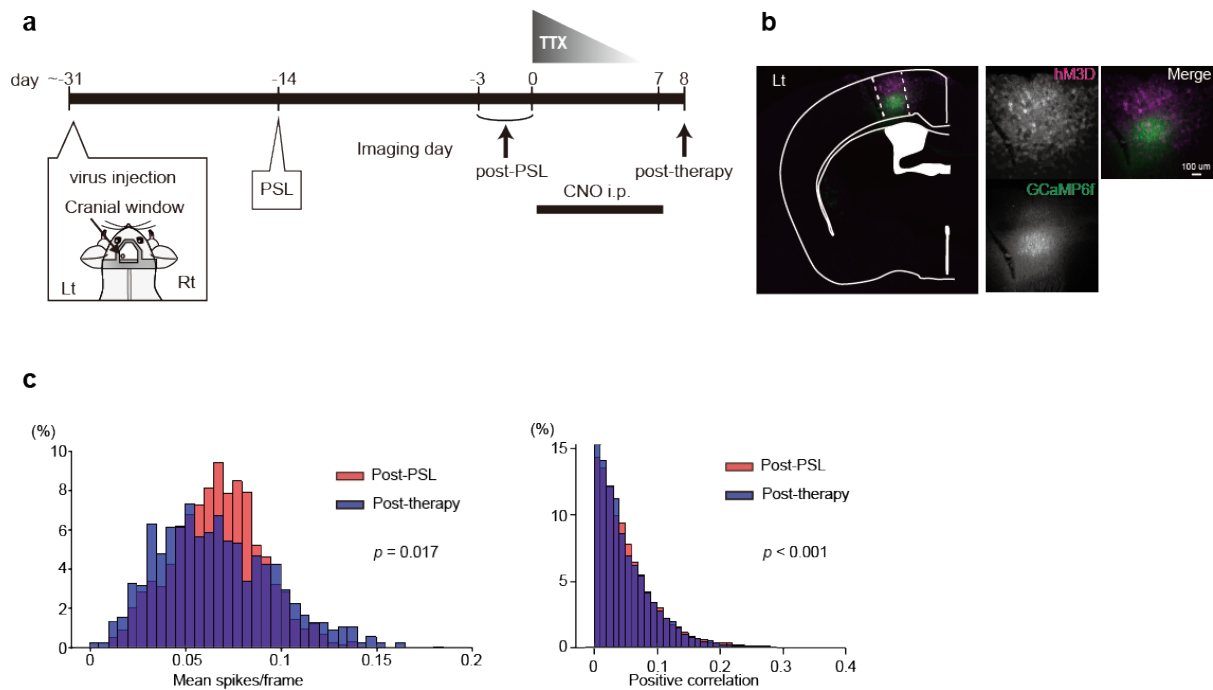 a
TTX
day ~-31 -14 -3 0 7 8
virus injection
Cranial window
Lt Rt
PSL
Imaging day
post-PSL
post-therapy
CNO i.p.
b
Lt
hM3D
Merge
100 um
GCaMP6f
c
(%)
10
8
6
4
2
0
0 0.05 0.1 0.15 0.2
Mean spikes/frame
Post-PSL
Post-therapy
p = 0.017
(%)
15
10
5
0
0 0.1 0.2 0.3 0.4
Positive correlation
Post-PSL
Post-therapy
p < 0.001